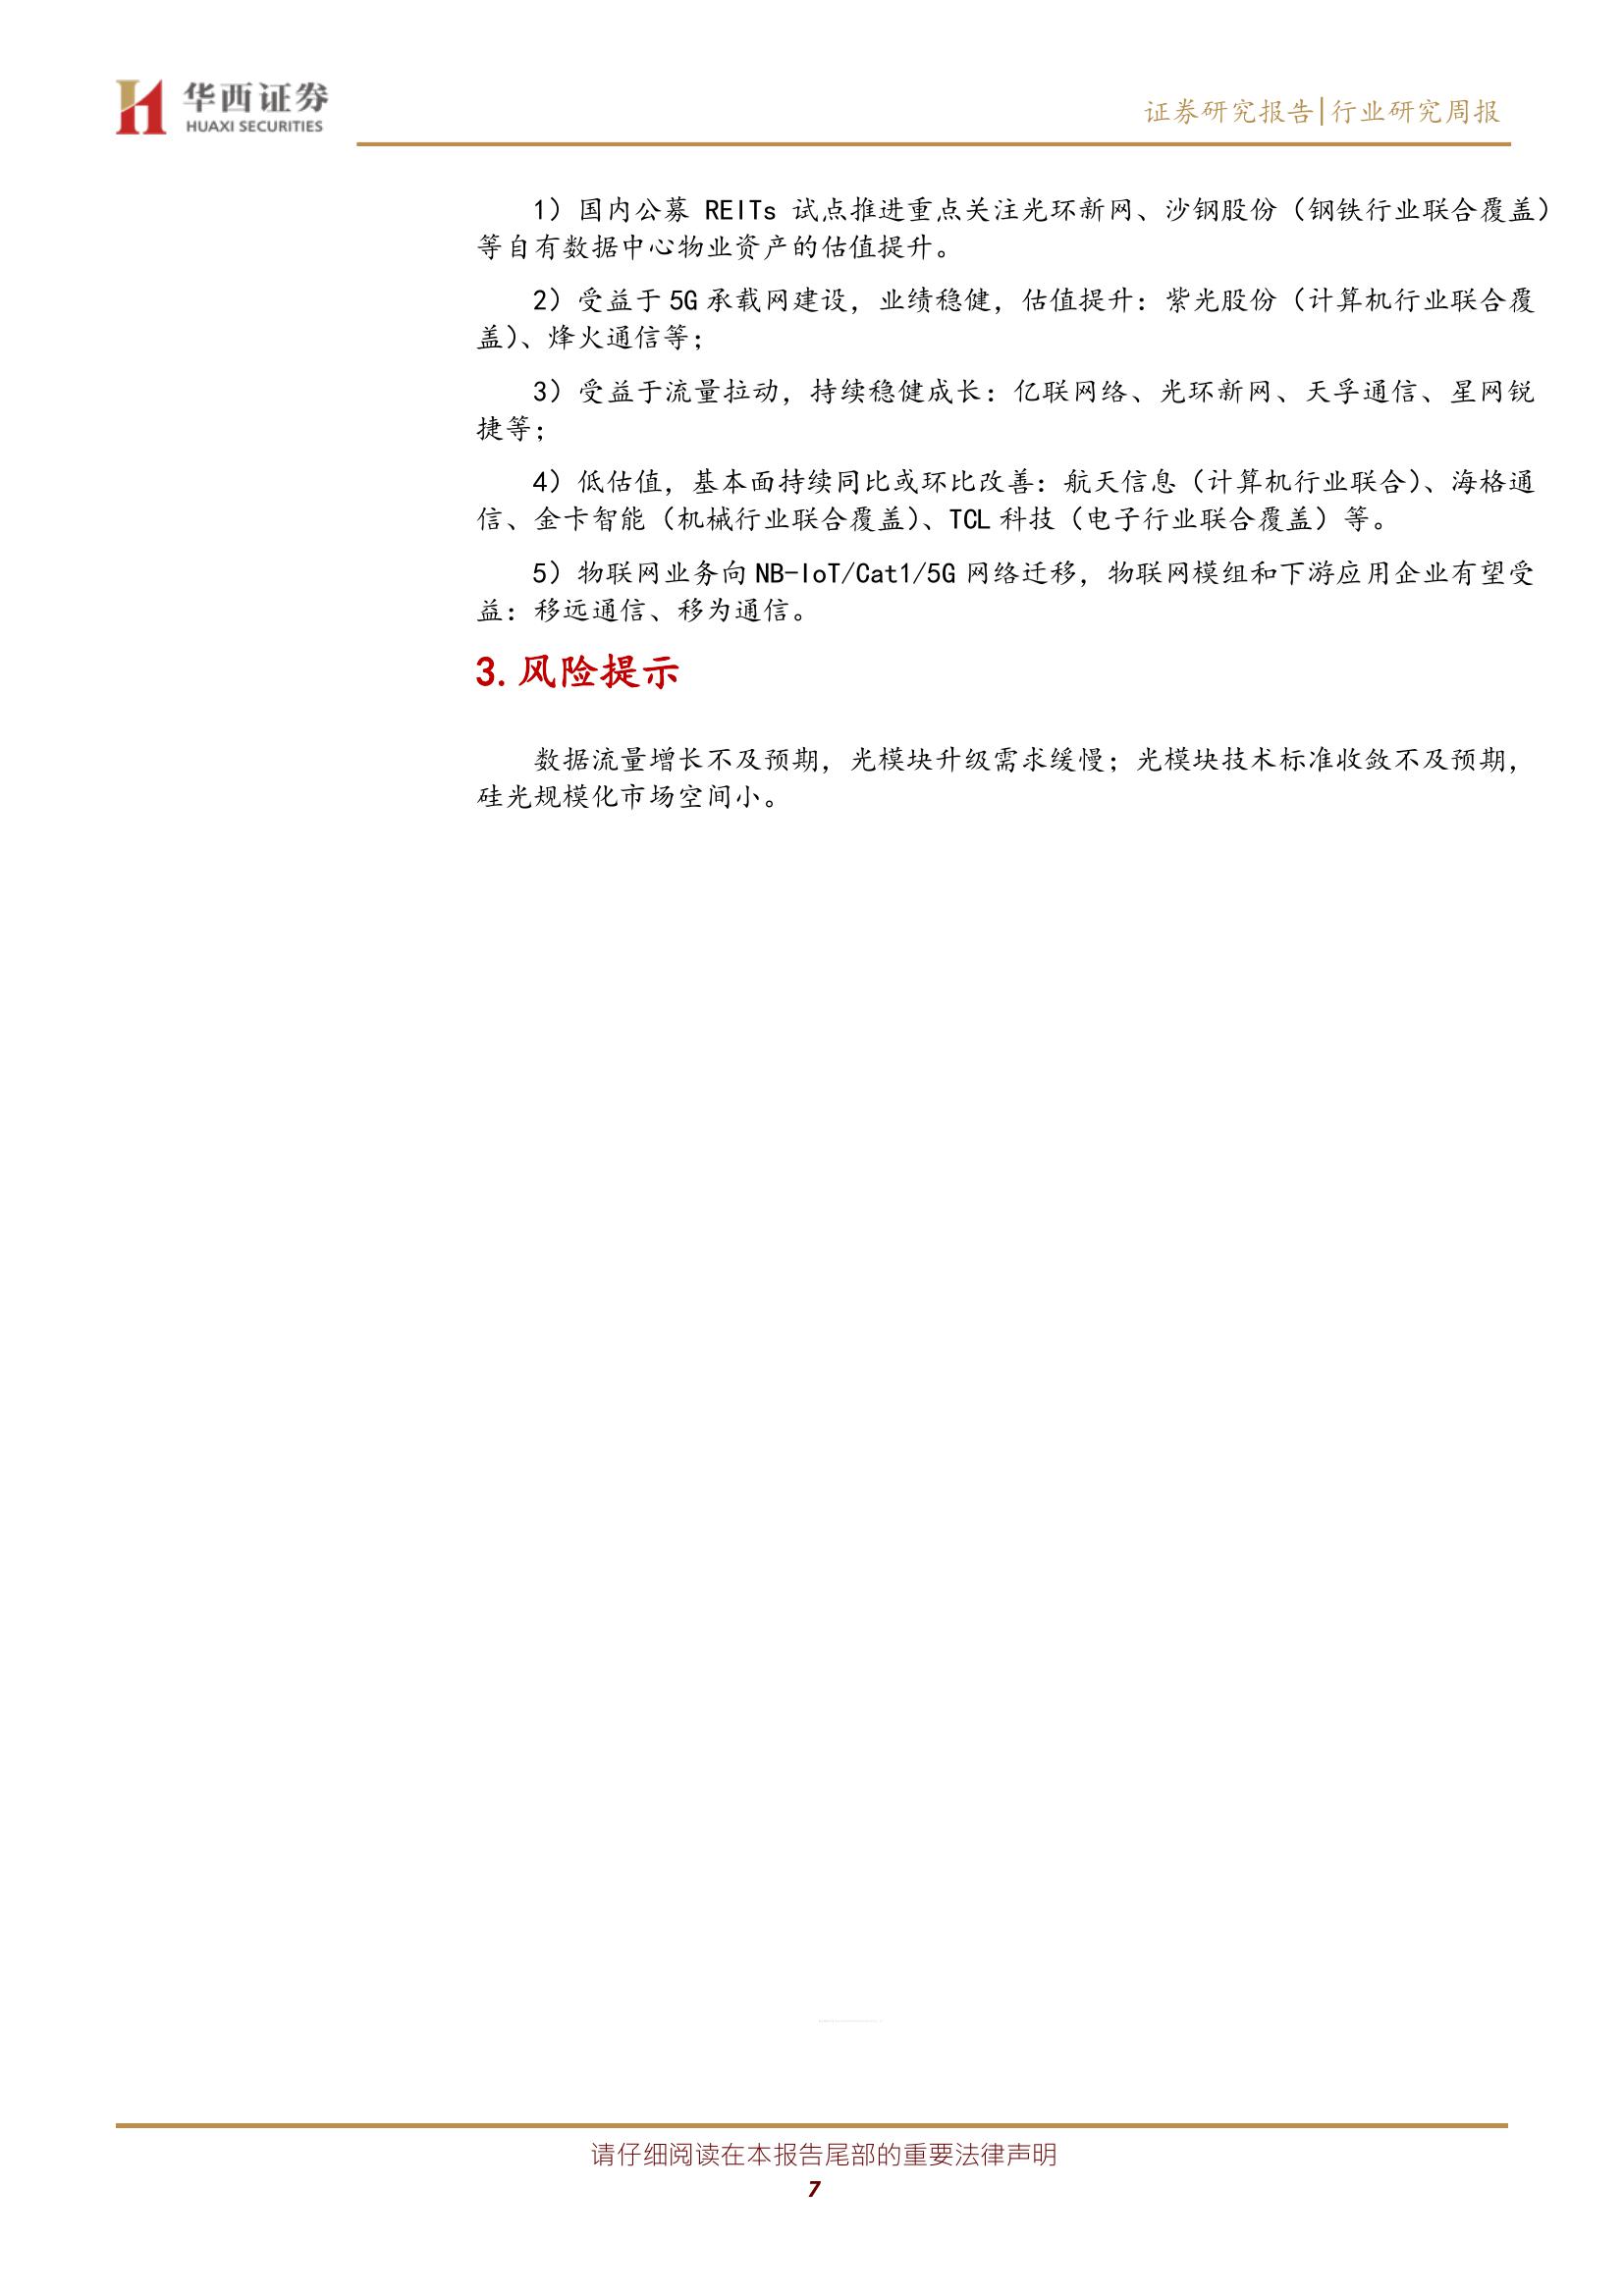 华西证券
HUAXI SECURITIES
证券研究报告|行业研究周报
1）国内公募 REITs 试点推进重点关注光环新网、沙钢股份（钢铁行业联合覆盖）
等自有数据中心物业资产的估值提升。
2）受益于 5G 承载网建设，业绩稳健，估值提升：紫光股份（计算机行业联合覆
盖）、烽火通信等；
3）受益于流量拉动，持续稳健成长：亿联网络、光环新网、天孚通信、星网锐
捷等；
4）低估值，基本面持续同比或环比改善：航天信息（计算机行业联合）、海格通
信、金卡智能（机械行业联合覆盖）、TCL 科技（电子行业联合覆盖）等。
5）物联网业务向 NB-IoT/Cat1/5G 网络迁移，物联网模组和下游应用企业有望受
益：移远通信、移为通信。
3.风险提示
数据流量增长不及预期，光模块升级需求缓慢；光模块技术标准收敛不及预期，
硅光规模化市场空间小。
请仔细阅读在本报告尾部的重要法律声明
7